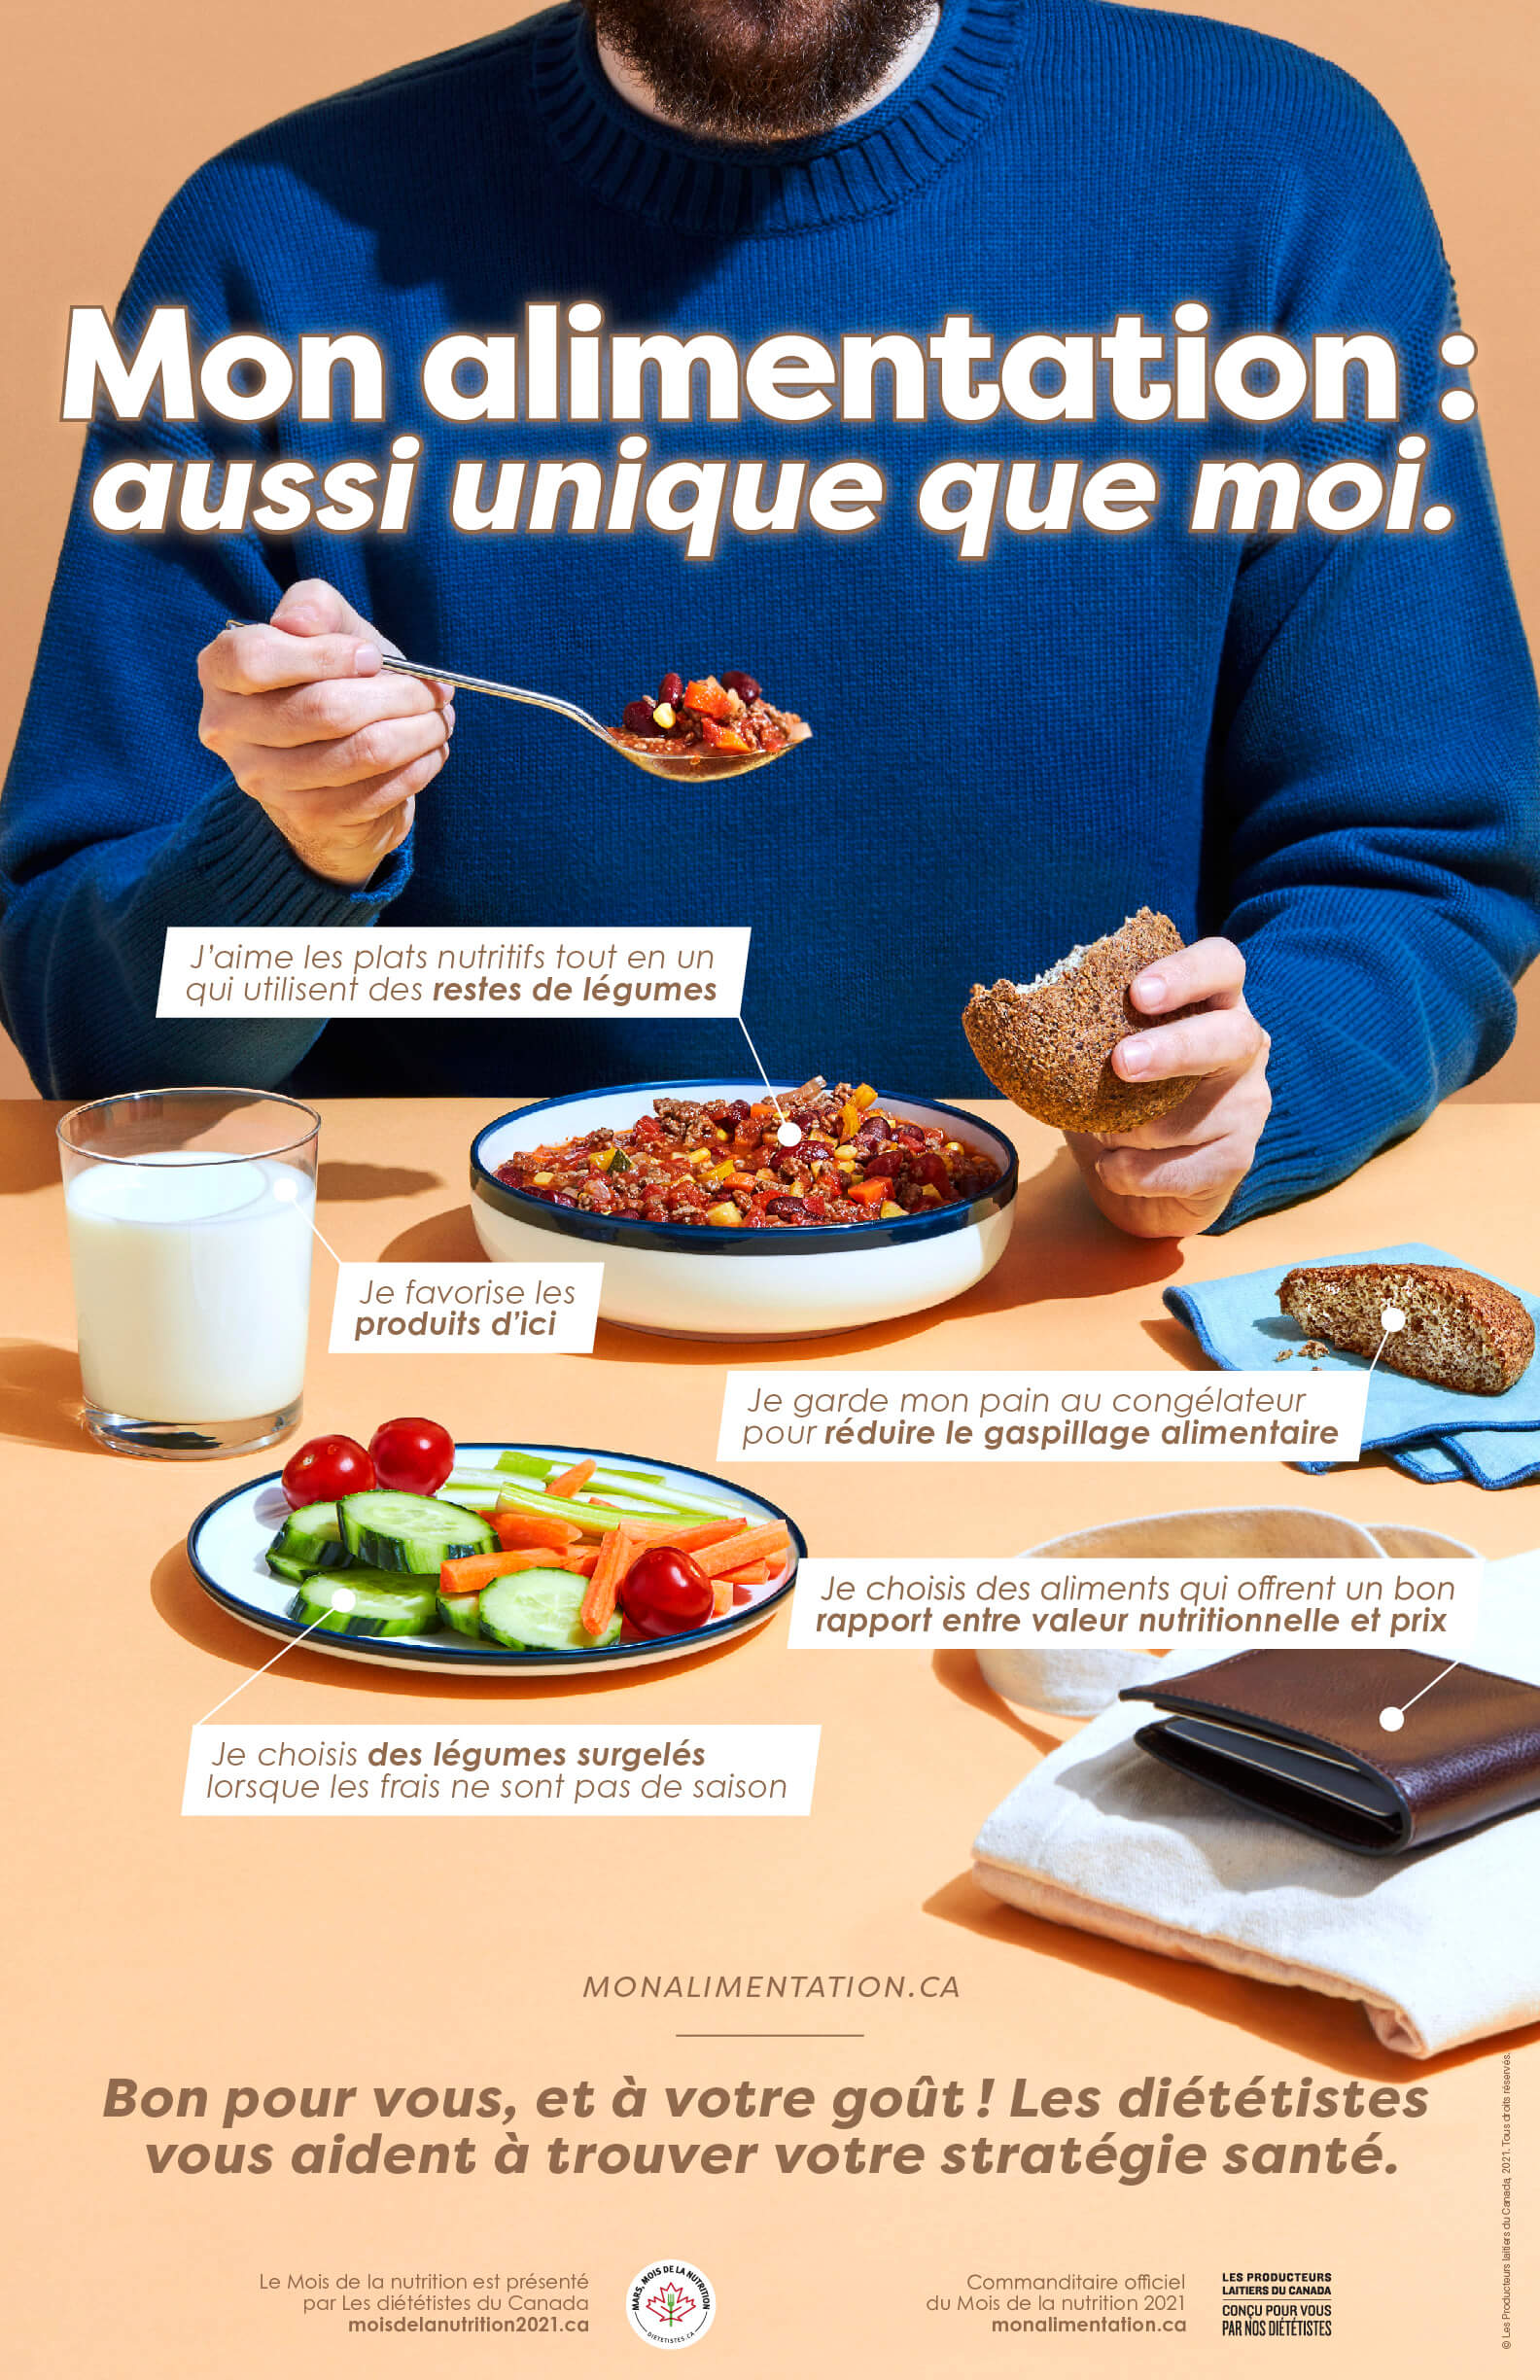 Mon alimentation :
aussi unique que moi.
J’aime les plats nutritifs tout en un
qui utilisent des restes de légumes
Je favorise les
produits d’ici
Je garde mon pain au congélateur
pour réduire le gaspillage alimentaire
Je choisis des aliments qui offrent un bon
rapport entre valeur nutritionnelle et prix
Je choisis des légumes surgelés
lorsque les frais ne sont pas de saison
MONALIMENTATION.CA
Bon pour vous, et à votre goût ! Les diététistes
vous aident à trouver votre stratégie santé.
Le Mois de la nutrition est présenté
par Les diététistes du Canada
moisdelanutrition2021.ca
MARS, MOIS DE LA NUTRITION
DIETETISTES.CA
Commanditaire officiel
du Mois de la nutrition 2021
monalimentation.ca
LES PRODUCTEURS
LAITIERS DU CANADA
CONÇU POUR VOUS
PAR NOS DIÉTÉTISTES
© Les Producteurs laitiers du Canada, 2021. Tous droits réservés.